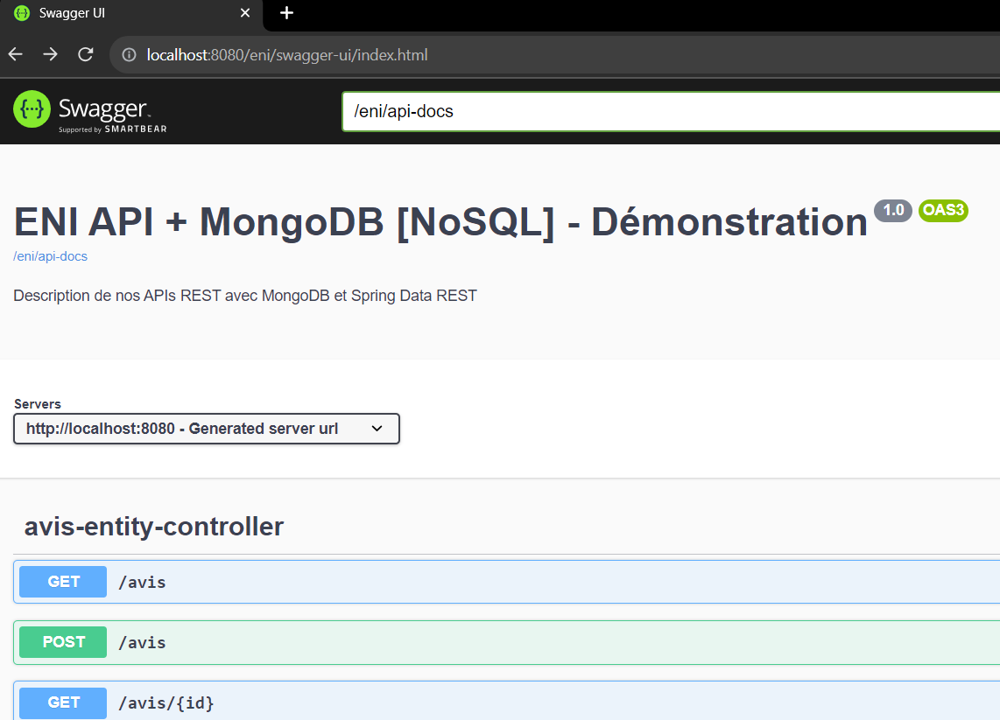 Swagger UI
localhost:8080/eni/swagger-ui/index.html
Swagger
Supported by SMARTBEAR
/eni/api-docs
ENI API + MongoDB [NoSQL] - Démonstration 1.0 OAS3
/eni/api-docs
Description de nos APIs REST avec MongoDB et Spring Data REST
Servers
http://localhost:8080 - Generated server url
avis-entity-controller
GET /avis
POST /avis
GET /avis/{id}